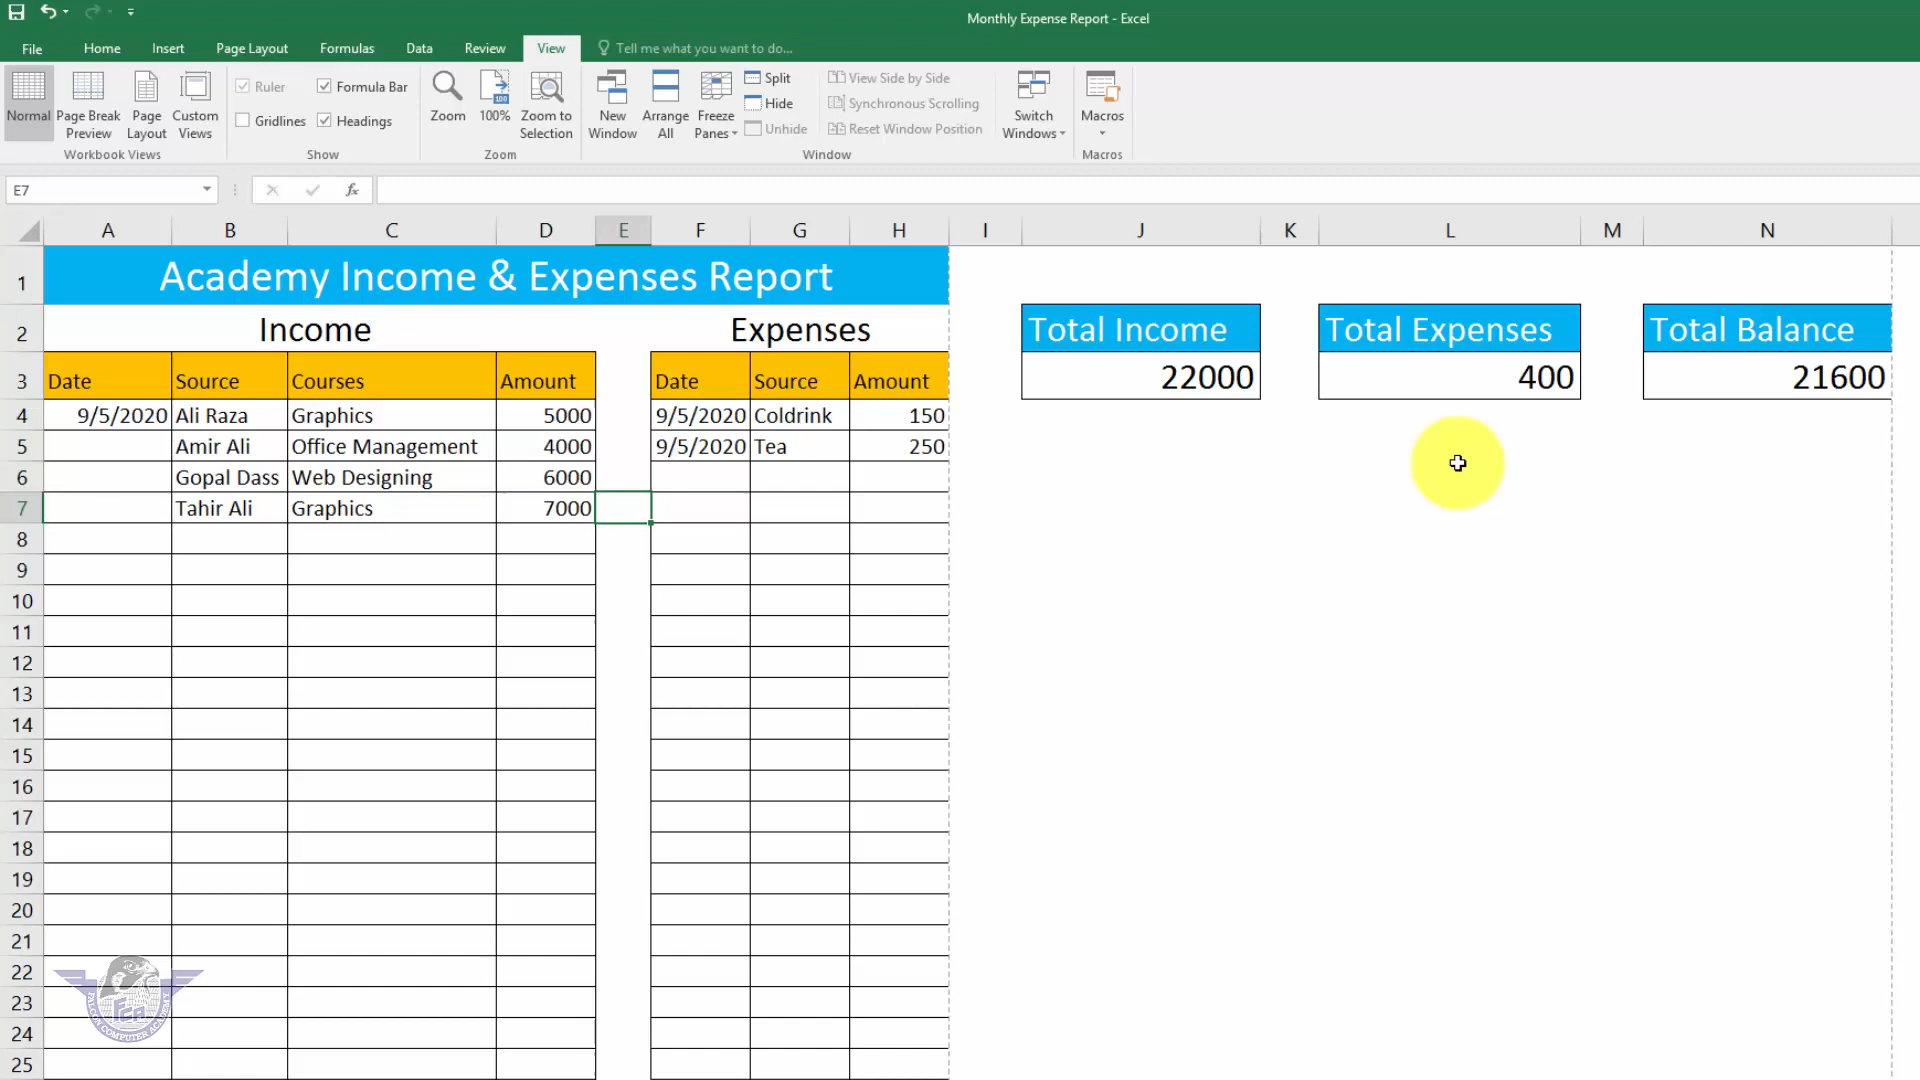 Monthly Expense Report - Excel
File Home Insert Page Layout Formulas Data Review View Tell me what you want to do...
Normal Page Break Preview Page Layout Custom Views
Workbook Views
Ruler Formula Bar
Gridlines Headings
Show
Zoom 100% Zoom to Selection
Zoom
New Window Arrange All Freeze Panes
Split
Hide
Unhide
View Side by Side
Synchronous Scrolling
Reset Window Position
Window
Switch Windows
Macros
Macros
E7 fx
A B C D E F G H I J K L M N
1 Academy Income & Expenses Report
2 Income Expenses Total Income Total Expenses Total Balance
3 Date Source Courses Amount Date Source Amount 22000 400 21600
4 9/5/2020 Ali Raza Graphics 5000 9/5/2020 Coldrink 150
5 Amir Ali Office Management 4000 9/5/2020 Tea 250
6 Gopal Dass Web Designing 6000
7 Tahir Ali Graphics 7000
8
9
10
11
12
13
14
15
16
17
18
19
20
21
22
23
24
25
FCA
FALCON COMPUTER ACADEMY